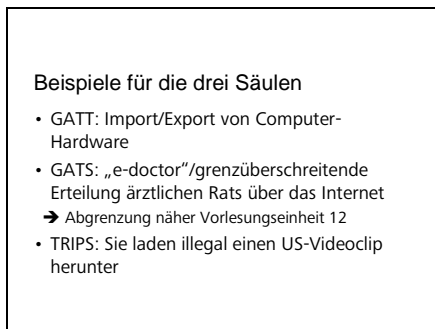 Beispiele für die drei Säulen
• GATT: Import/Export von Computer-
Hardware
• GATS: „e-doctor“/grenzüberschreitende
Erteilung ärztlichen Rats über das Internet
➔ Abgrenzung näher Vorlesungseinheit 12
• TRIPS: Sie laden illegal einen US-Videoclip
herunter